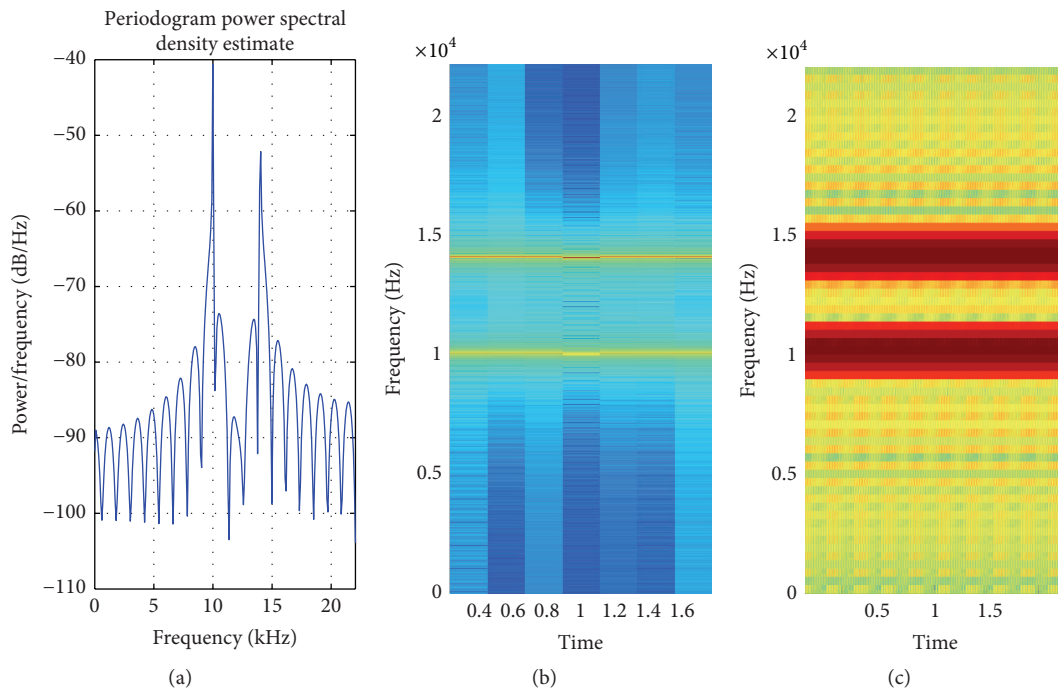 Periodogram power spectral
density estimate
−40
−50
−60
−70
−80
−90
−100
−110
Power/frequency (dB/Hz)
0 5 10 15 20
Frequency (kHz)
(a)
×10⁴
2
1.5
1
0.5
0
Frequency (Hz)
0.4 0.6 0.8 1 1.2 1.4 1.6
Time
(b)
×10⁴
2
1.5
1
0.5
0
Frequency (Hz)
0.5 1 1.5
Time
(c)